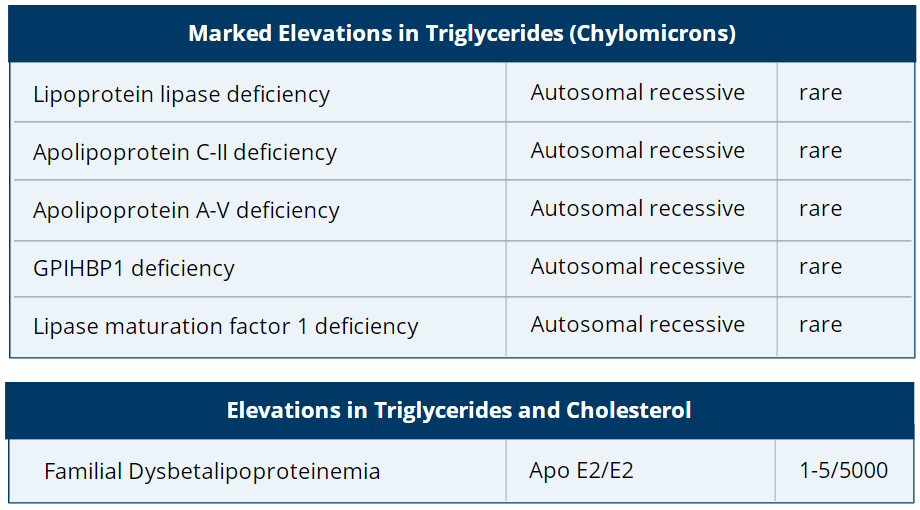 Marked Elevations in Triglycerides (Chylomicrons)
Lipoprotein lipase deficiency Autosomal recessive rare
Apolipoprotein C-II deficiency Autosomal recessive rare
Apolipoprotein A-V deficiency Autosomal recessive rare
GPIHBP1 deficiency Autosomal recessive rare
Lipase maturation factor 1 deficiency Autosomal recessive rare
Elevations in Triglycerides and Cholesterol
Familial Dysbetalipoproteinemia Apo E2/E2 1-5/5000